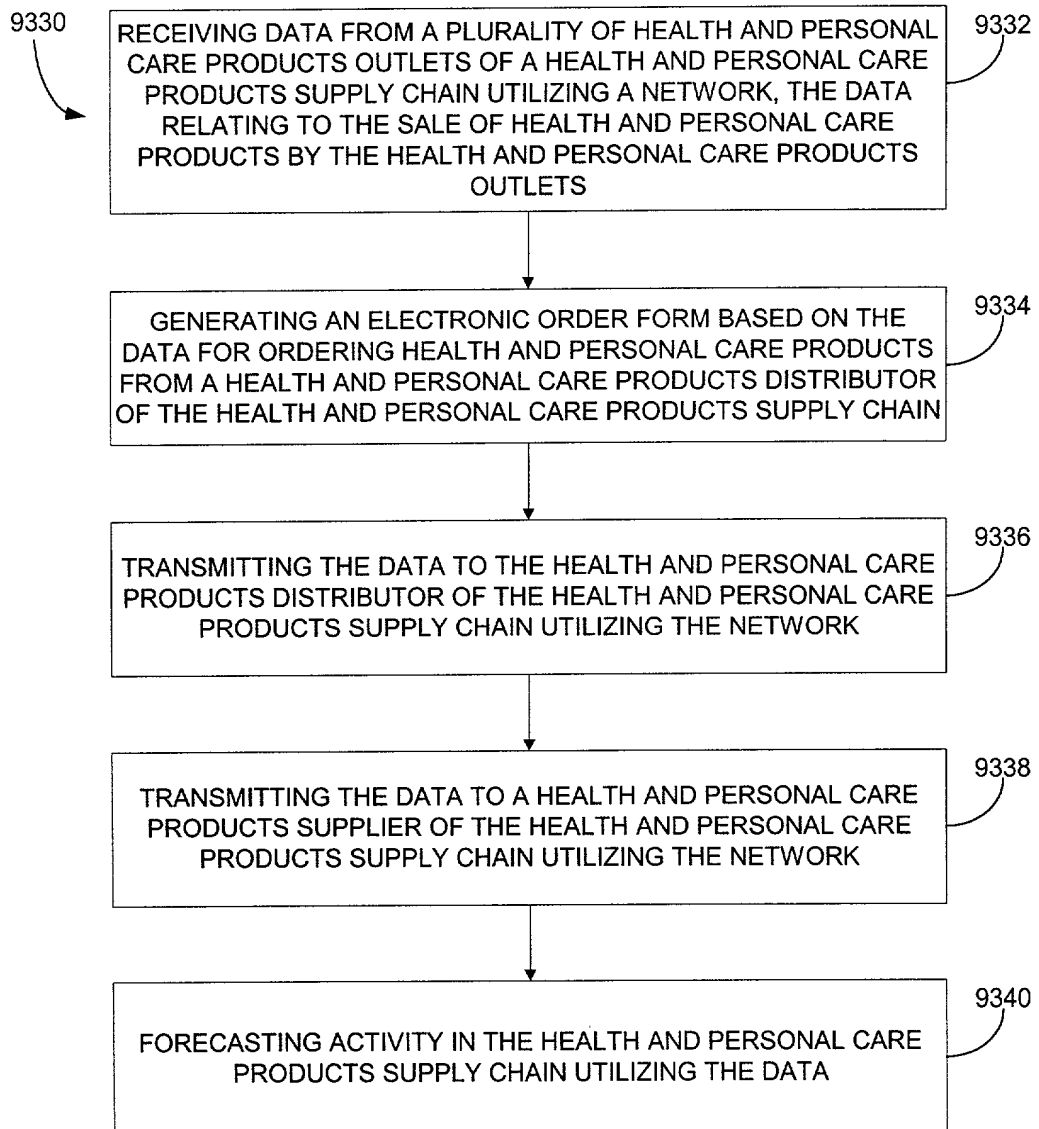 9330
RECEIVING DATA FROM A PLURALITY OF HEALTH AND PERSONAL
CARE PRODUCTS OUTLETS OF A HEALTH AND PERSONAL CARE
PRODUCTS SUPPLY CHAIN UTILIZING A NETWORK, THE DATA
RELATING TO THE SALE OF HEALTH AND PERSONAL CARE
PRODUCTS BY THE HEALTH AND PERSONAL CARE PRODUCTS
OUTLETS
9332
GENERATING AN ELECTRONIC ORDER FORM BASED ON THE
DATA FOR ORDERING HEALTH AND PERSONAL CARE PRODUCTS
FROM A HEALTH AND PERSONAL CARE PRODUCTS DISTRIBUTOR
OF THE HEALTH AND PERSONAL CARE PRODUCTS SUPPLY CHAIN
9334
TRANSMITTING THE DATA TO THE HEALTH AND PERSONAL CARE
PRODUCTS DISTRIBUTOR OF THE HEALTH AND PERSONAL CARE
PRODUCTS SUPPLY CHAIN UTILIZING THE NETWORK
9336
TRANSMITTING THE DATA TO A HEALTH AND PERSONAL CARE
PRODUCTS SUPPLIER OF THE HEALTH AND PERSONAL CARE
PRODUCTS SUPPLY CHAIN UTILIZING THE NETWORK
9338
FORECASTING ACTIVITY IN THE HEALTH AND PERSONAL CARE
PRODUCTS SUPPLY CHAIN UTILIZING THE DATA
9340